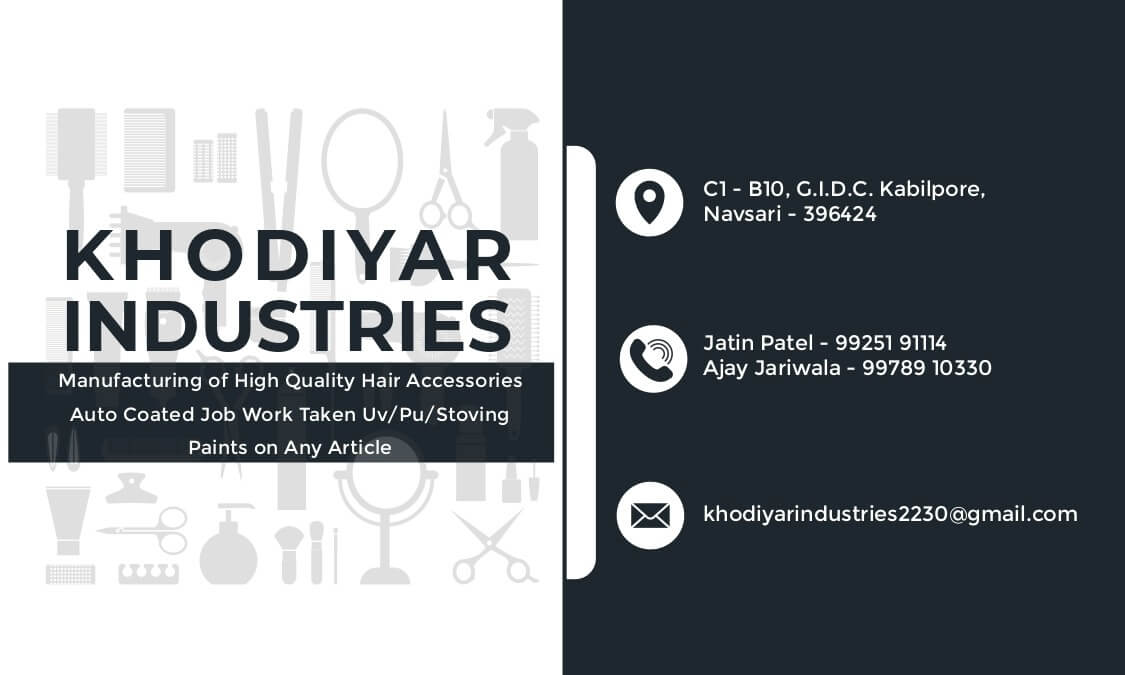 KHODIYAR
INDUSTRIES
Manufacturing of High Quality Hair Accessories
Auto Coated Job Work Taken Uv/Pu/Stoving
Paints on Any Article
C1 - B10, G.I.D.C. Kabilpore,
Navsari - 396424
Jatin Patel - 99251 91114
Ajay Jariwala - 99789 10330
khodiyarindustries2230@gmail.com